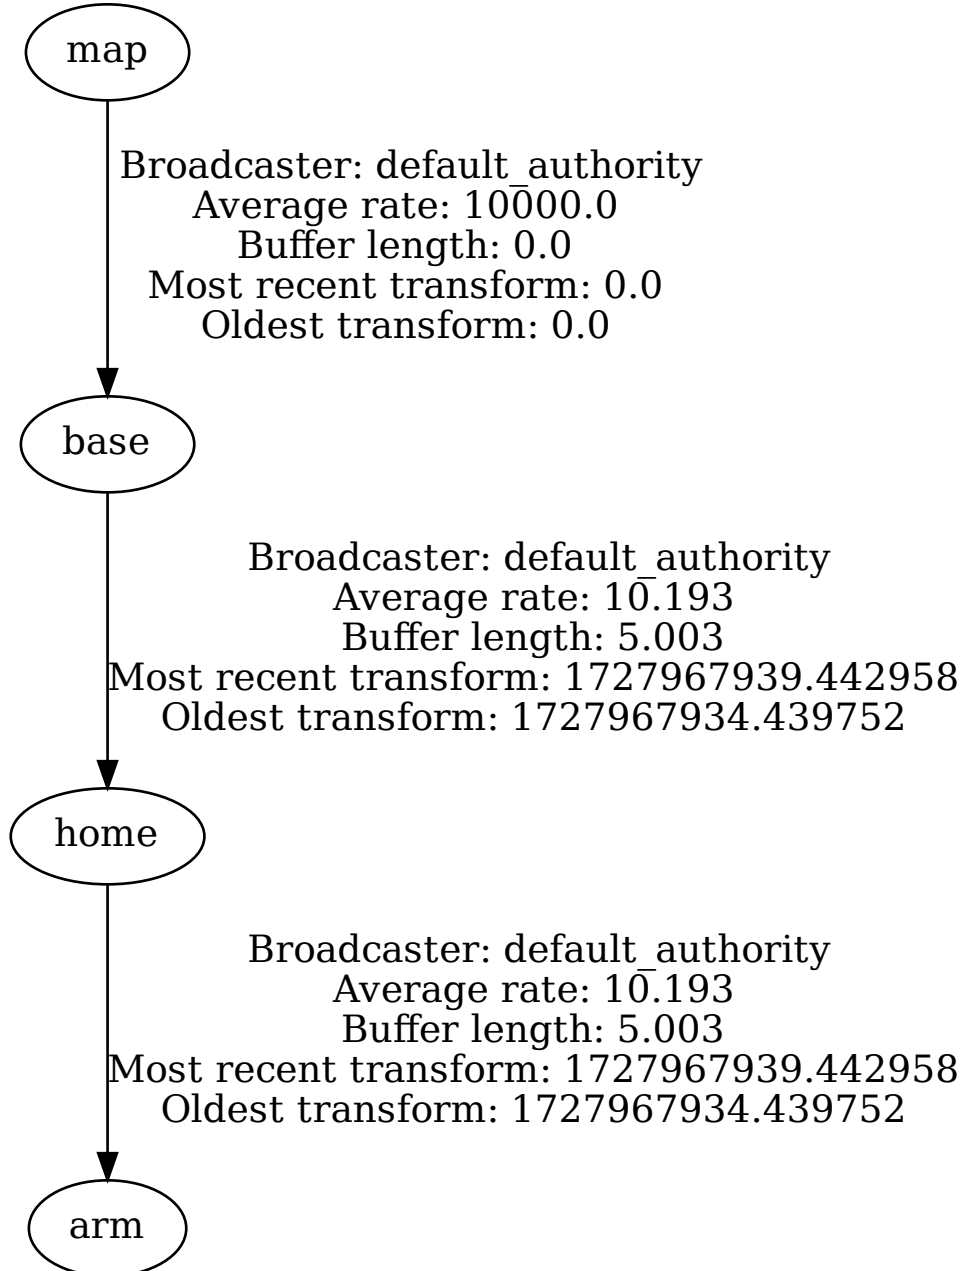 map
Broadcaster: default_authority
Average rate: 10000.0
Buffer length: 0.0
Most recent transform: 0.0
Oldest transform: 0.0
base
Broadcaster: default_authority
Average rate: 10.193
Buffer length: 5.003
Most recent transform: 1727967939.442958
Oldest transform: 1727967934.439752
home
Broadcaster: default_authority
Average rate: 10.193
Buffer length: 5.003
Most recent transform: 1727967939.442958
Oldest transform: 1727967934.439752
arm